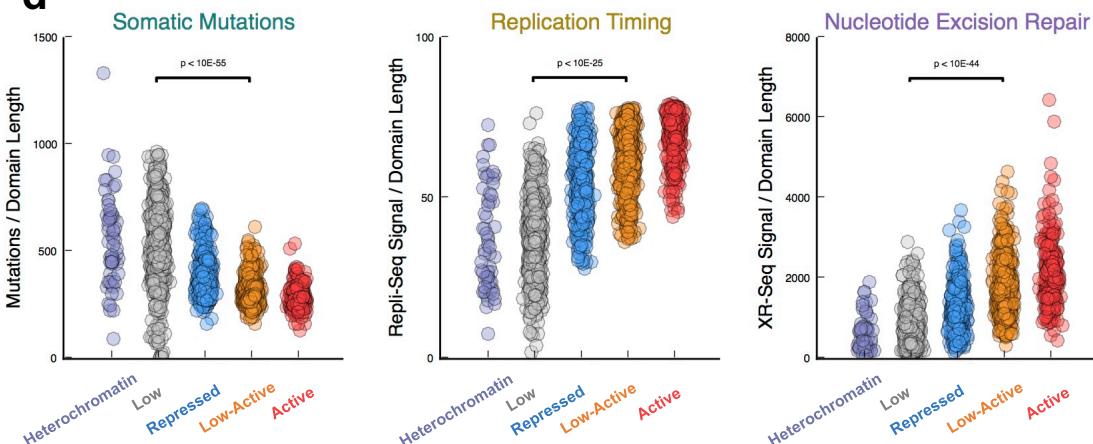 d
Somatic Mutations
Mutations / Domain Length
1500
1000
500
0
p < 10E-55
Heterochromatin
Low
Repressed
Low-Active
Active
Replication Timing
Repli-Seq Signal / Domain Length
100
50
0
p < 10E-25
Heterochromatin
Low
Repressed
Low-Active
Active
Nucleotide Excision Repair
XR-Seq Signal / Domain Length
8000
6000
4000
2000
0
p < 10E-44
Heterochromatin
Low
Repressed
Low-Active
Active